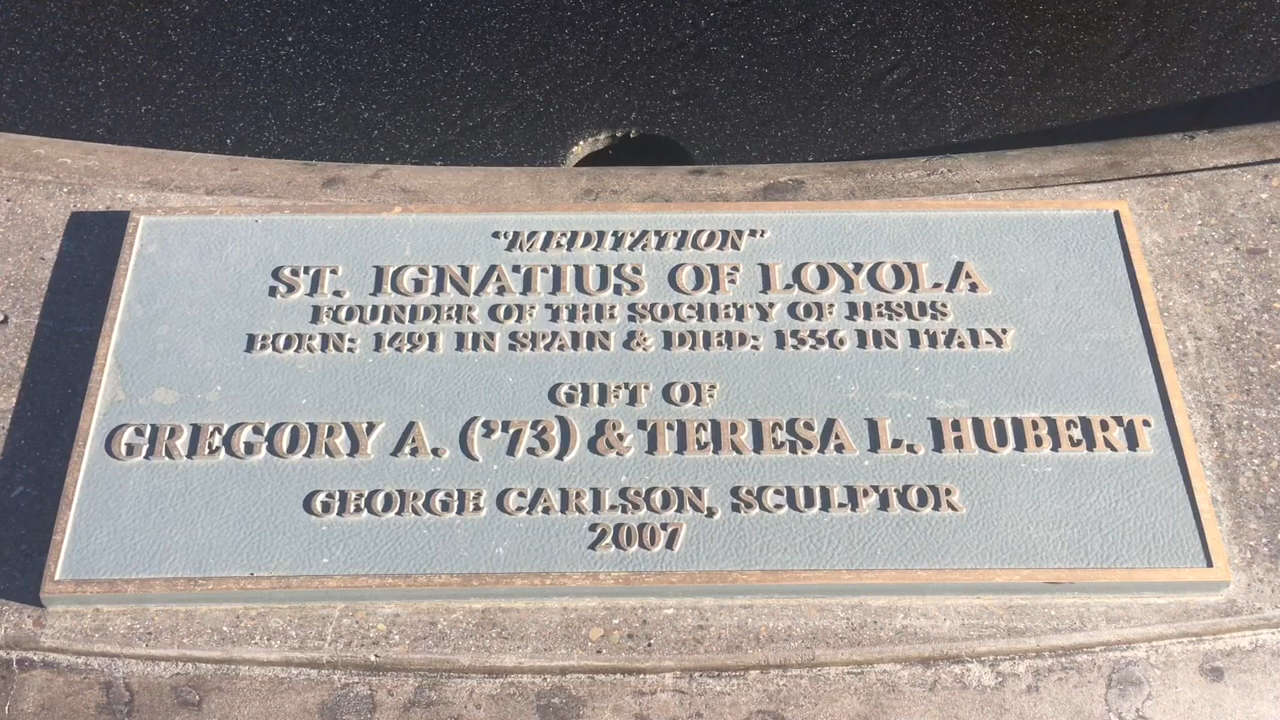 "MEDITATION"
ST. IGNATIUS OF LOYOLA
FOUNDER OF THE SOCIETY OF JESUS
BORN: 1491 IN SPAIN & DIED: 1556 IN ITALY
GIFT OF
GREGORY A. ('73) & TERESA L. HUBERT
GEORGE CARLSON, SCULPTOR
2007